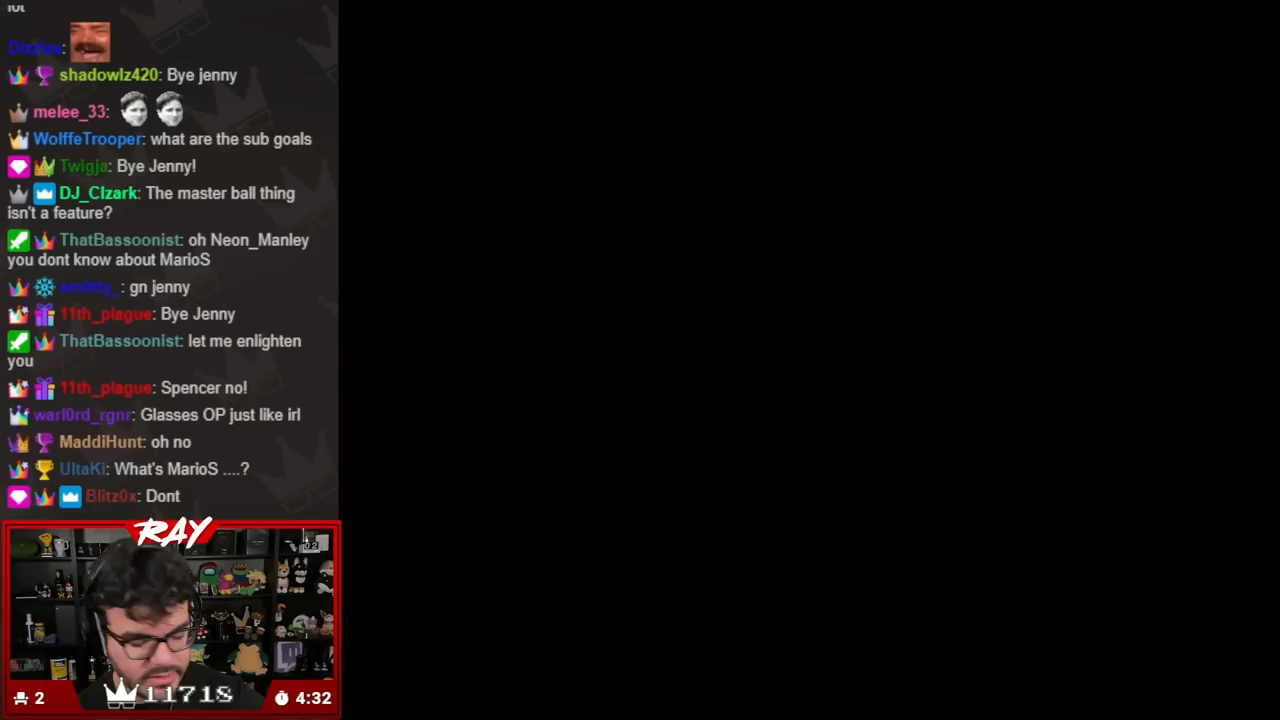 lol
Dizzlas:
shadowlz420: Bye jenny
melee_33:
WolffeTrooper: what are the sub goals
Twigja: Bye Jenny!
DJ_Clzark: The master ball thing
isn't a feature?
ThatBassoonist: oh Neon_Manley
you dont know about MarioS
smittty_: gn jenny
11th_plague: Bye Jenny
ThatBassoonist: let me enlighten
you
11th_plague: Spencer no!
warl0rd_rgnr: Glasses OP just like irl
MaddiHunt: oh no
UltaKi: What's MarioS ....?
Blitz0x: Dont
RAY
2
11718
4:32